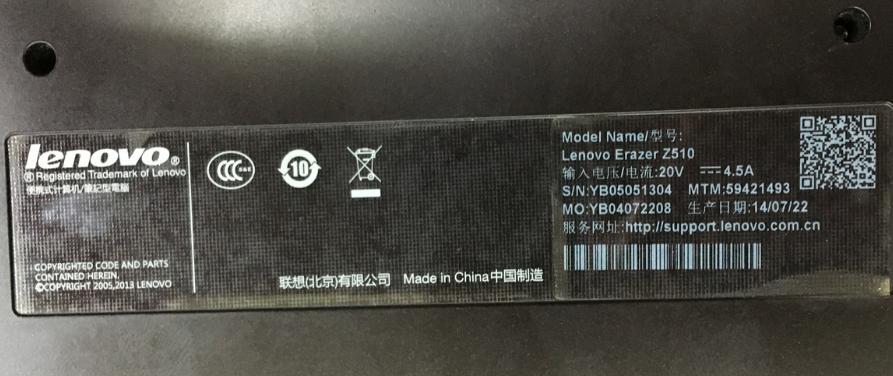 lenovo®
® Registered Trademark of Lenovo
便携式计算机/筆記型電腦
COPYRIGHTED CODE AND PARTS
CONTAINED HEREIN.
©COPYRIGHT 2005,2013 LENOVO
CCC S&E
10
联想(北京)有限公司 Made in China中国制造
Model Name/型号:
Lenovo Erazer Z510
输入电压/电流:20V 4.5A
S/N:YB05051304 MTM:59421493
MO:YB04072208 生产日期:14/07/22
服务网址:http://support.lenovo.com.cn